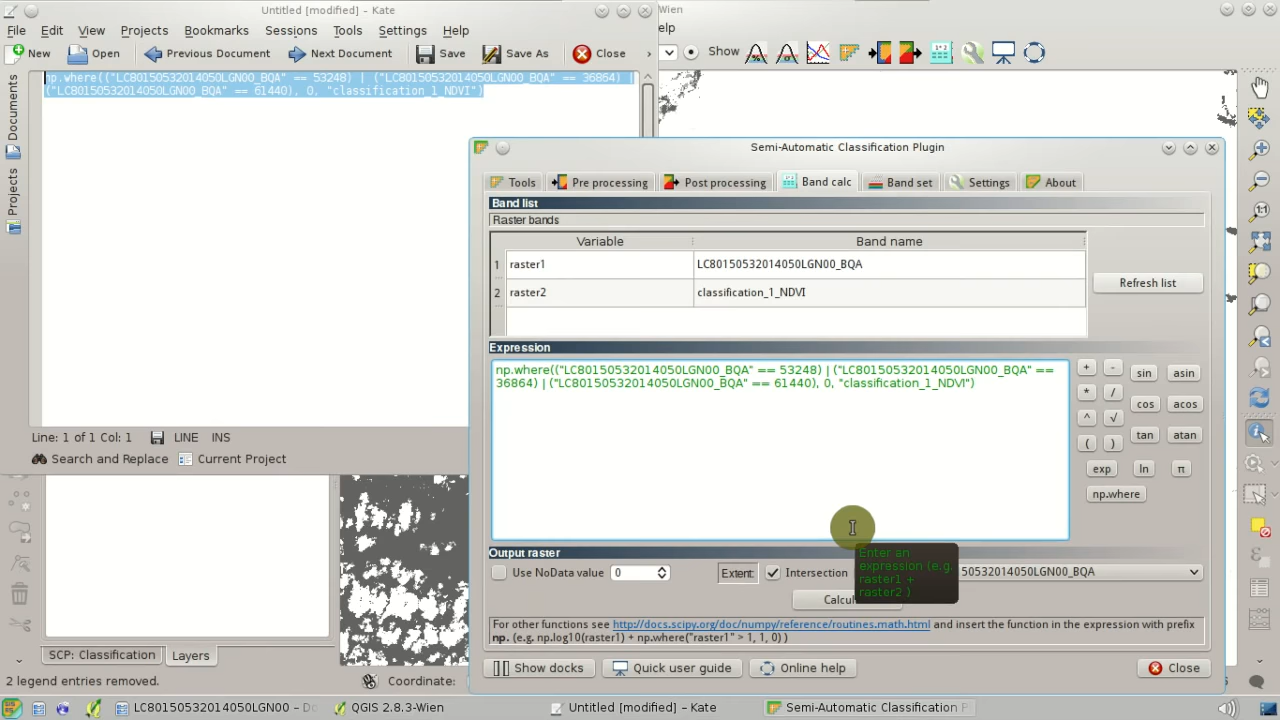 Untitled [modified] – Kate
File Edit View Projects Bookmarks Sessions Tools Settings Help
New Open Previous Document Next Document Save Save As Close
Documents
Projects
np.where(("LC80150532014050LGN00_BQA" == 53248) | ("LC80150532014050LGN00_BQA" == 36864) |
("LC80150532014050LGN00_BQA" == 61440), 0, "classification_1_NDVI")
Line: 1 of 1 Col: 1 LINE INS
Search and Replace Current Project
Wien
elp
Show
Semi-Automatic Classification Plugin
Tools Pre processing Post processing Band calc Band set Settings About
Band list
Raster bands
Variable Band name
1 raster1 LC80150532014050LGN00_BQA
2 raster2 classification_1_NDVI
Refresh list
Expression
np.where(("LC80150532014050LGN00_BQA" == 53248) | ("LC80150532014050LGN00_BQA" ==
36864) | ("LC80150532014050LGN00_BQA" == 61440), 0, "classification_1_NDVI")
+ - sin asin
* / cos acos
^ √ tan atan
( )
exp ln π
np.where
Enter an
expression (e.g.
raster1 +
raster2 )
Output raster
Use NoData value 0 Extent: Intersection 50532014050LGN00_BQA
Calcul
For other functions see http://docs.scipy.org/doc/numpy/reference/routines.math.html and insert the function in the expression with prefix
np. (e.g. np.log10(raster1) + np.where("raster1" > 1, 1, 0) )
Show docks Quick user guide Online help Close
SCP: Classification Layers
2 legend entries removed. Coordinate:
LC80150532014050LGN00 – Do QGIS 2.8.3-Wien Untitled [modified] – Kate Semi-Automatic Classification P
1:1